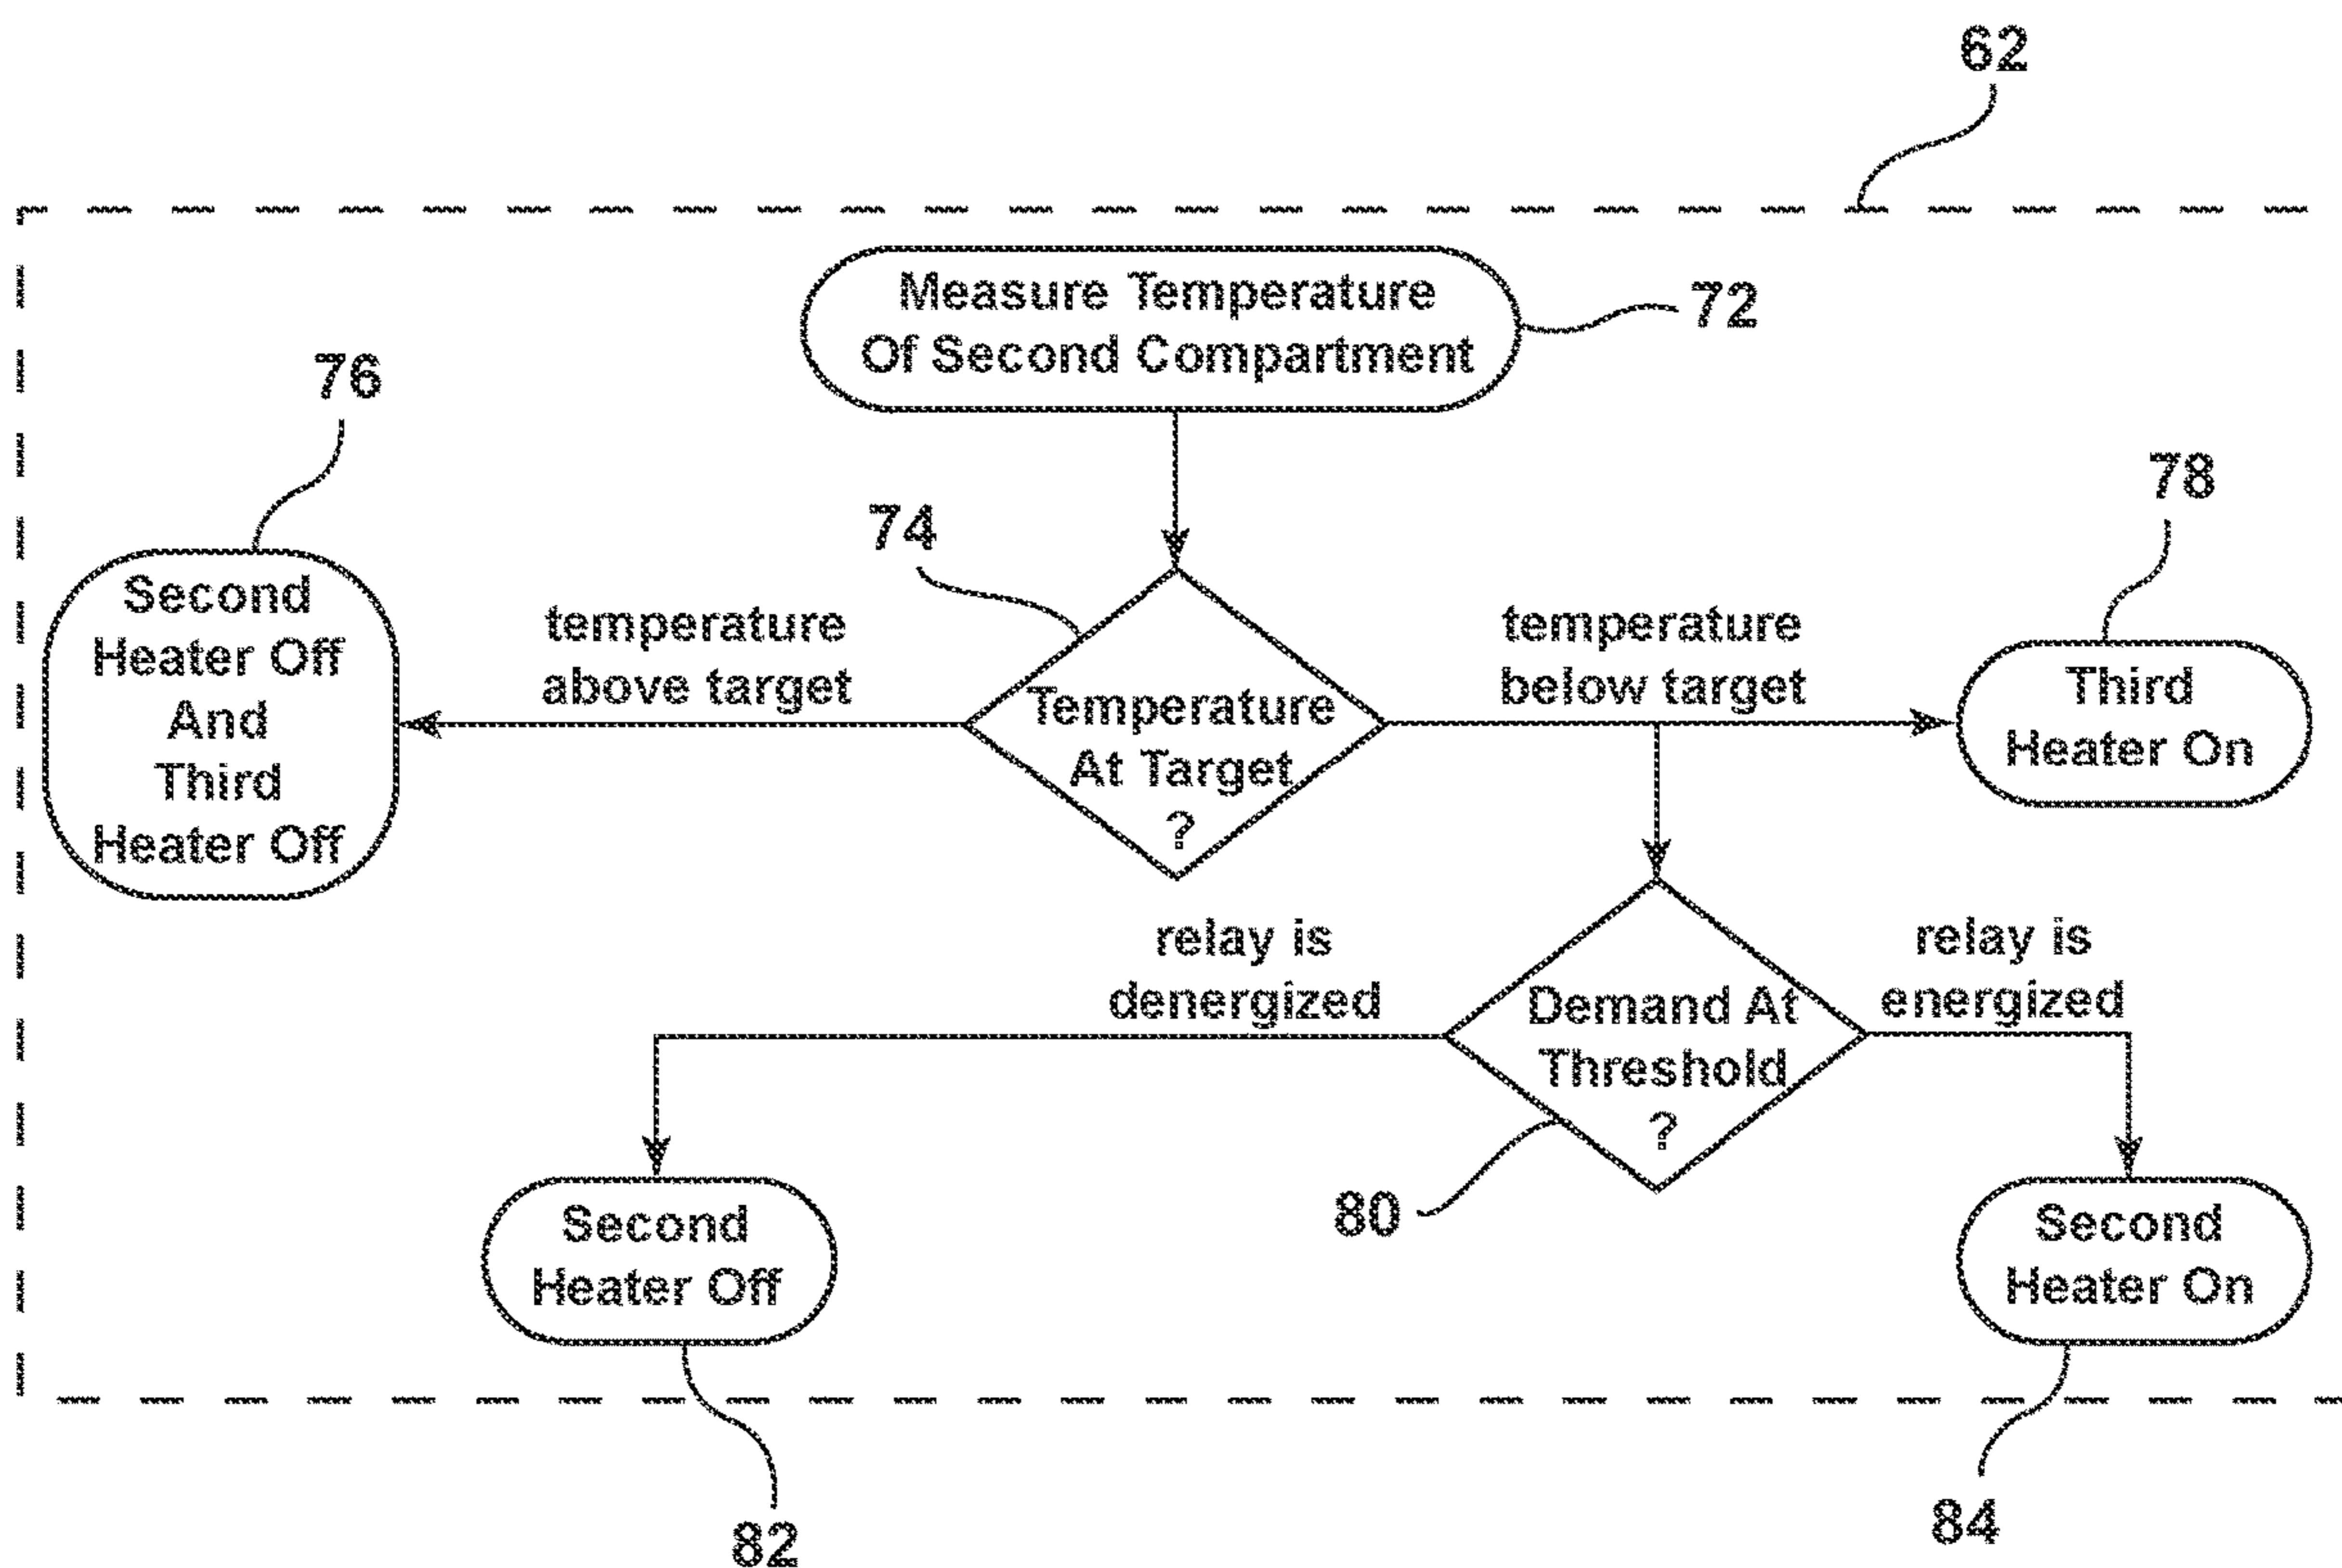 62
Measure Temperature
Of Second Compartment
72
76
74
78
Second
Heater Off
And
Third
Heater Off
temperature
above target
Temperature
At Target
?
temperature
below target
Third
Heater On
relay is
denergized
Demand At
Threshold
?
relay is
energized
80
Second
Heater Off
Second
Heater On
82
84